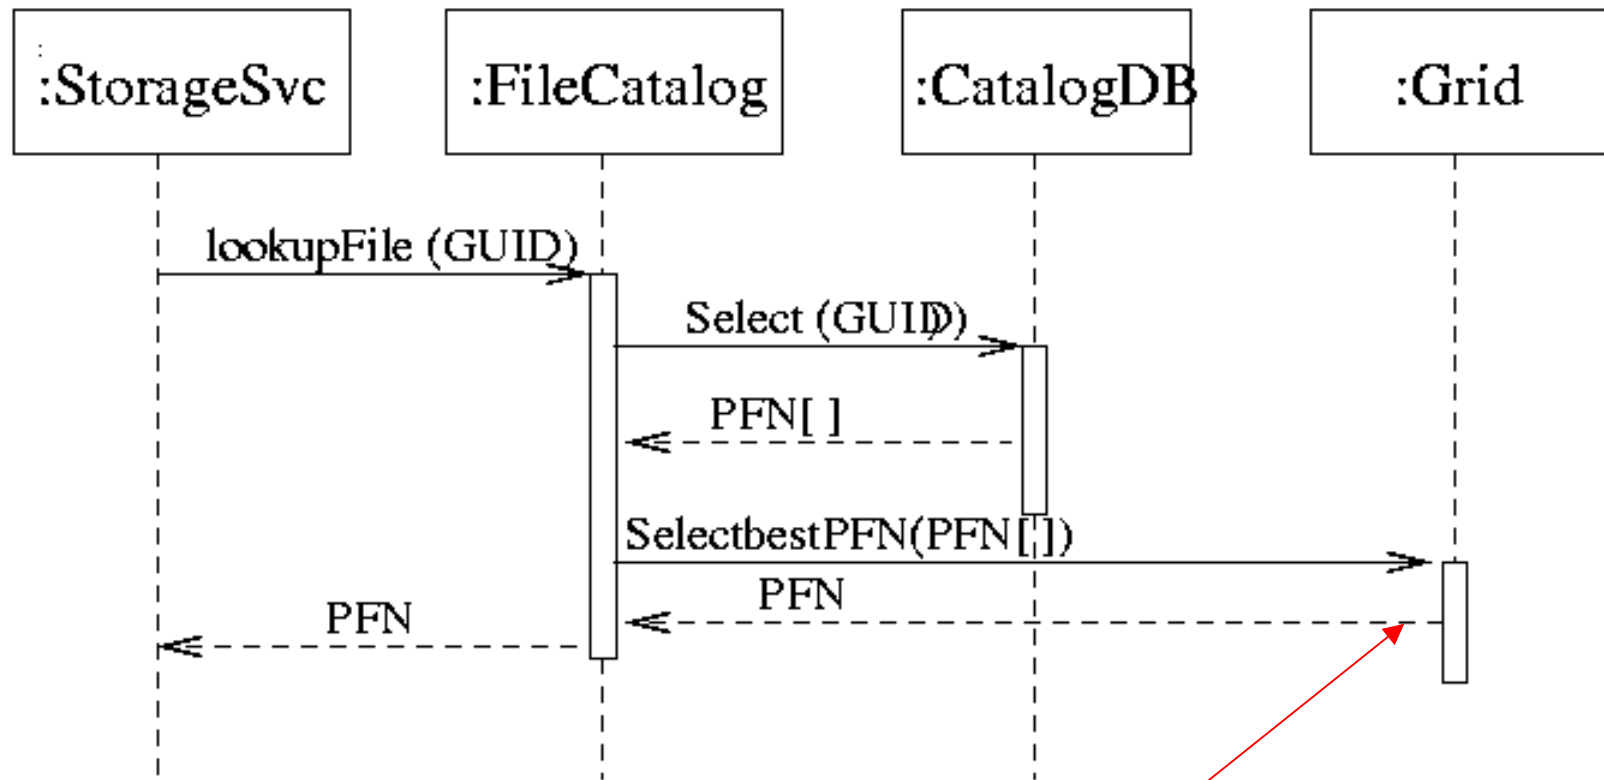 :StorageSvc
:FileCatalog
:CatalogDB
:Grid
lookupFile (GUID)
Select (GUID)
PFN[ ]
SelectbestPFN(PFN[ ])
PFN
PFN